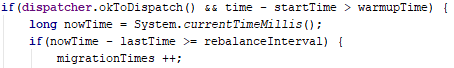 if(dispatcher.okToDispatch() && time - startTime > warmupTime) {
    long nowTime = System.currentTimeMillis();
    if(nowTime - lastTime >= rebalanceInterval) {
        migrationTimes ++;